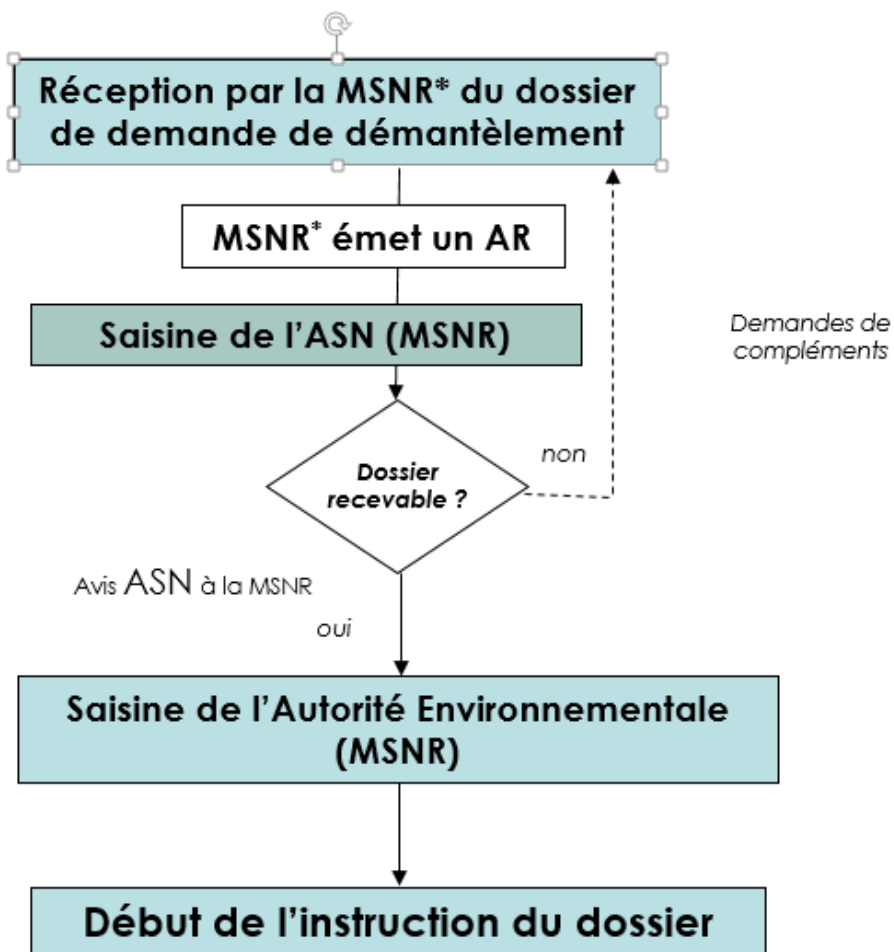 Réception par la MSNR* du dossier
de demande de démantèlement
MSNR* émet un AR
Saisine de l'ASN (MSNR)
Demandes de
compléments
non
Dossier
recevable ?
Avis ASN à la MSNR
oui
Saisine de l'Autorité Environnementale
(MSNR)
Début de l'instruction du dossier